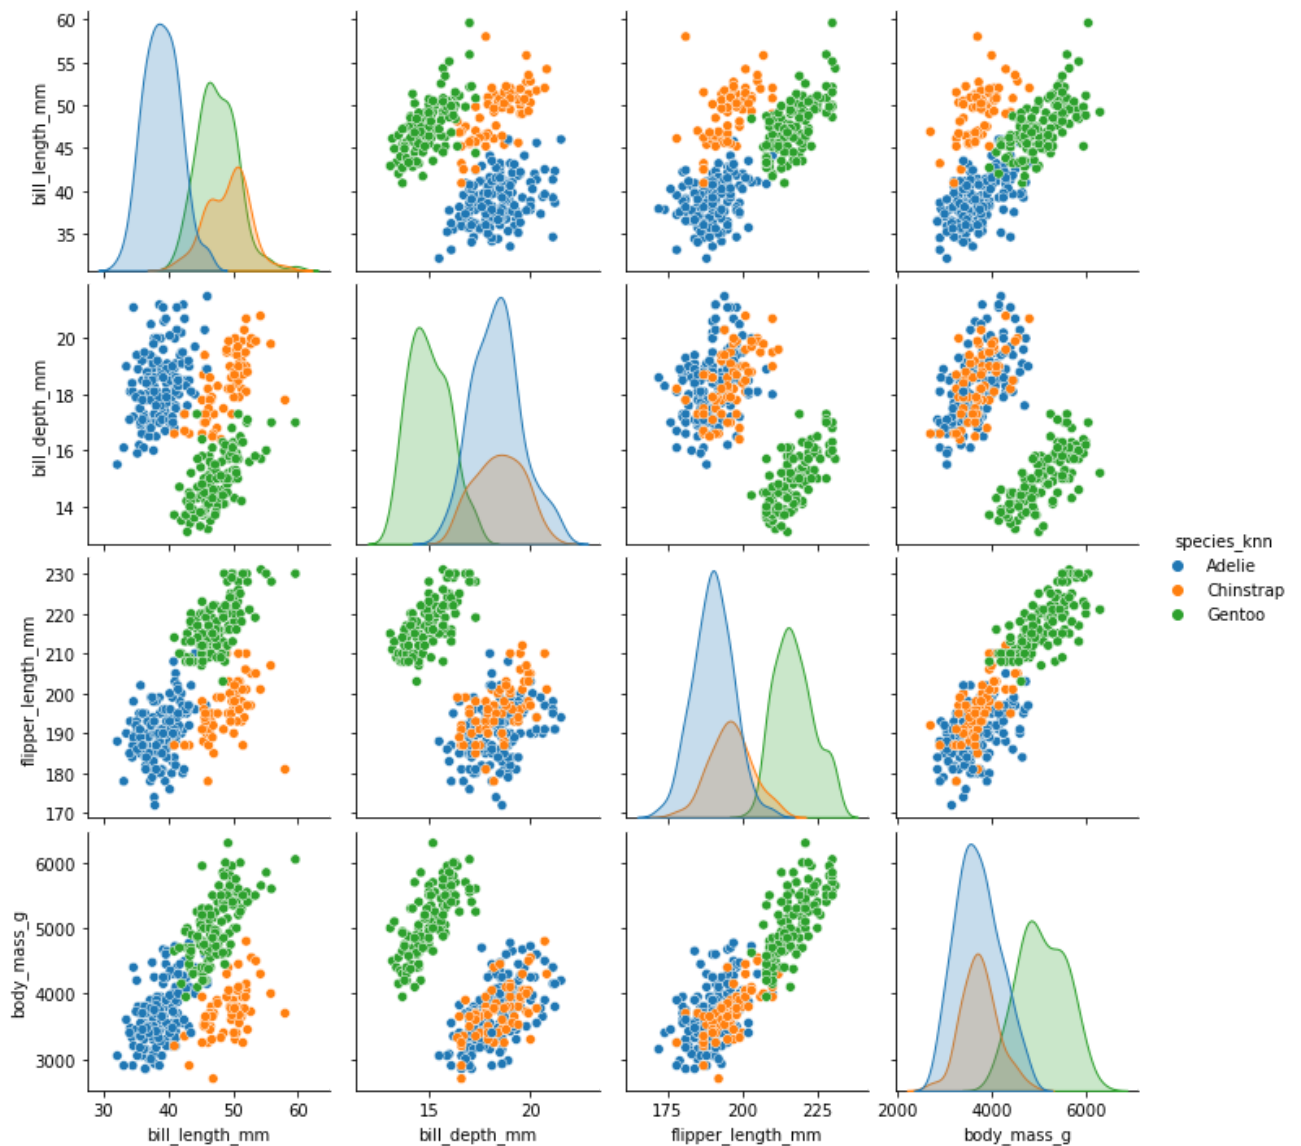 60
55
50
45
40
35
bill_length_mm
20
18
16
14
bill_depth_mm
species_knn
Adelie
Chinstrap
Gentoo
230
220
210
200
190
180
170
flipper_length_mm
6000
5000
4000
3000
body_mass_g
30 40 50 60 15 20 175 200 225 2000 4000 6000
bill_length_mm bill_depth_mm flipper_length_mm body_mass_g